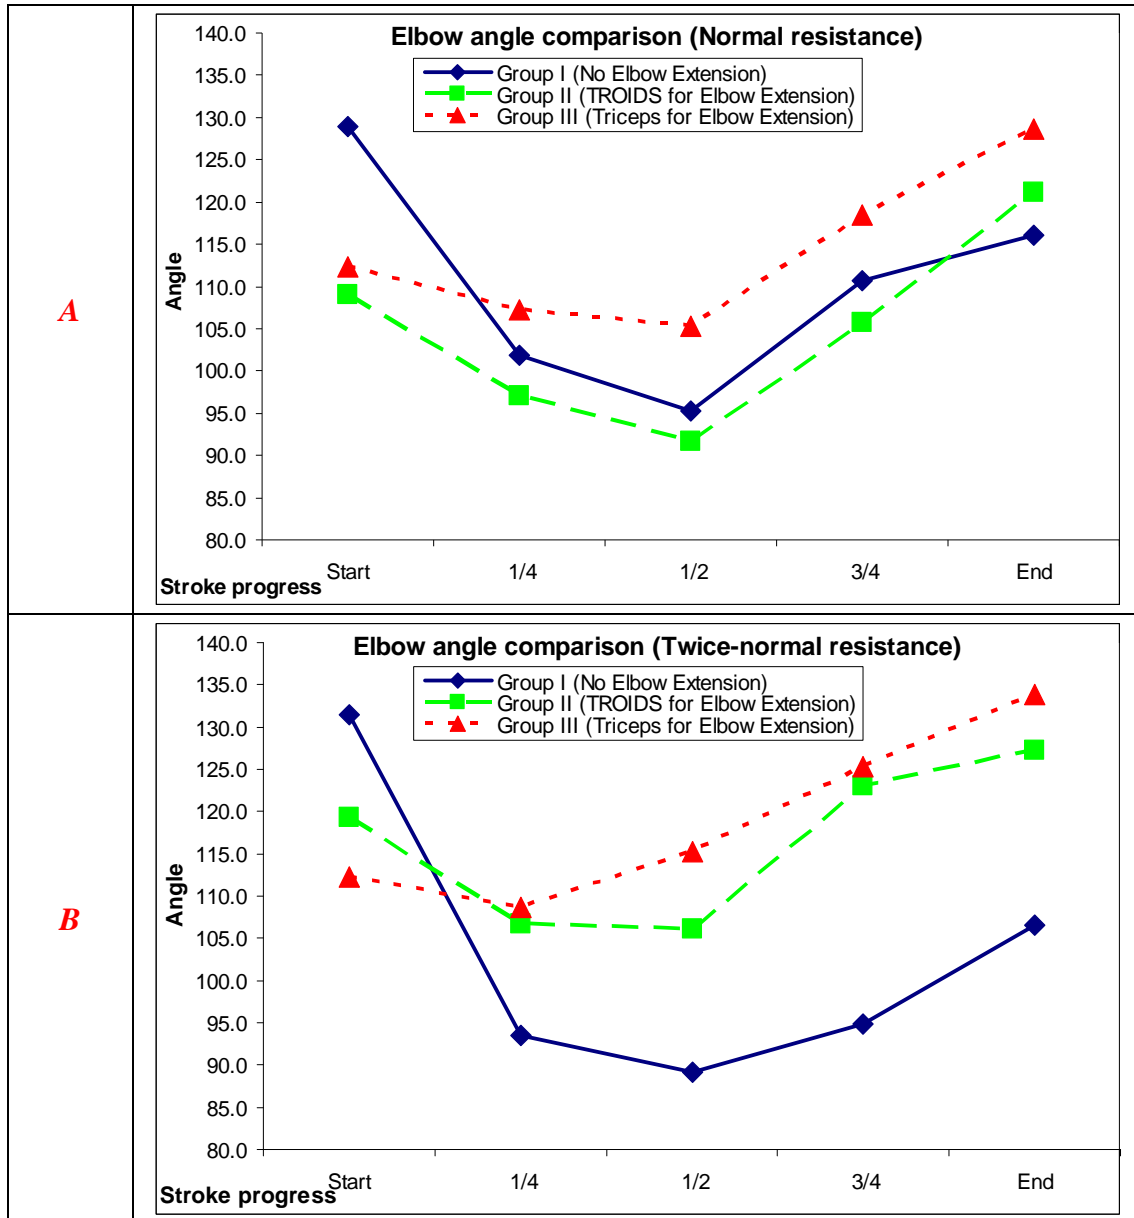 A
Elbow angle comparison (Normal resistance)
Group I (No Elbow Extension)
Group II (TROIDS for Elbow Extension)
Group III (Triceps for Elbow Extension)
140.0
135.0
130.0
125.0
120.0
115.0
110.0
105.0
100.0
95.0
90.0
85.0
80.0
Angle
Start 1/4 1/2 3/4 End
Stroke progress
B
Elbow angle comparison (Twice-normal resistance)
Group I (No Elbow Extension)
Group II (TROIDS for Elbow Extension)
Group III (Triceps for Elbow Extension)
140.0
135.0
130.0
125.0
120.0
115.0
110.0
105.0
100.0
95.0
90.0
85.0
80.0
Angle
Start 1/4 1/2 3/4 End
Stroke progress